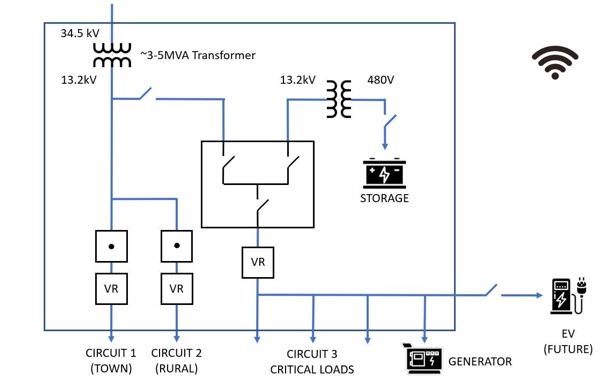 34.5 kV
~3-5MVA Transformer
13.2kV
13.2kV
480V
STORAGE
VR
VR
VR
CIRCUIT 1
(TOWN)
CIRCUIT 2
(RURAL)
CIRCUIT 3
CRITICAL LOADS
GENERATOR
EV
(FUTURE)